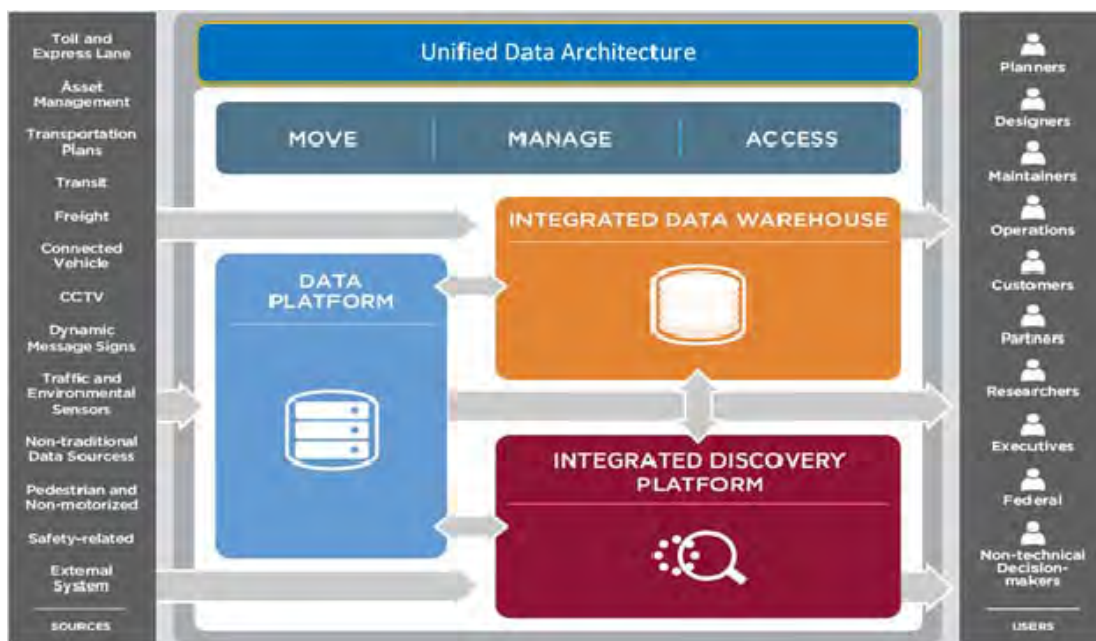 Toll and
Express Lane
Asset
Management
Transportation
Plans
Transit
Freight
Connected
Vehicle
CCTV
Dynamic
Message Signs
Traffic and
Environmental
Sensors
Non-traditional
Data Sourcess
Pedestrian and
Non-motorized
Safety-related
External
System
SOURCES
Unified Data Architecture
MOVE
MANAGE
ACCESS
DATA
PLATFORM
INTEGRATED DATA WAREHOUSE
INTEGRATED DISCOVERY
PLATFORM
Planners
Designers
Maintainers
Operations
Customers
Partners
Researchers
Executives
Federal
Non-technical
Decision-
makers
USERS